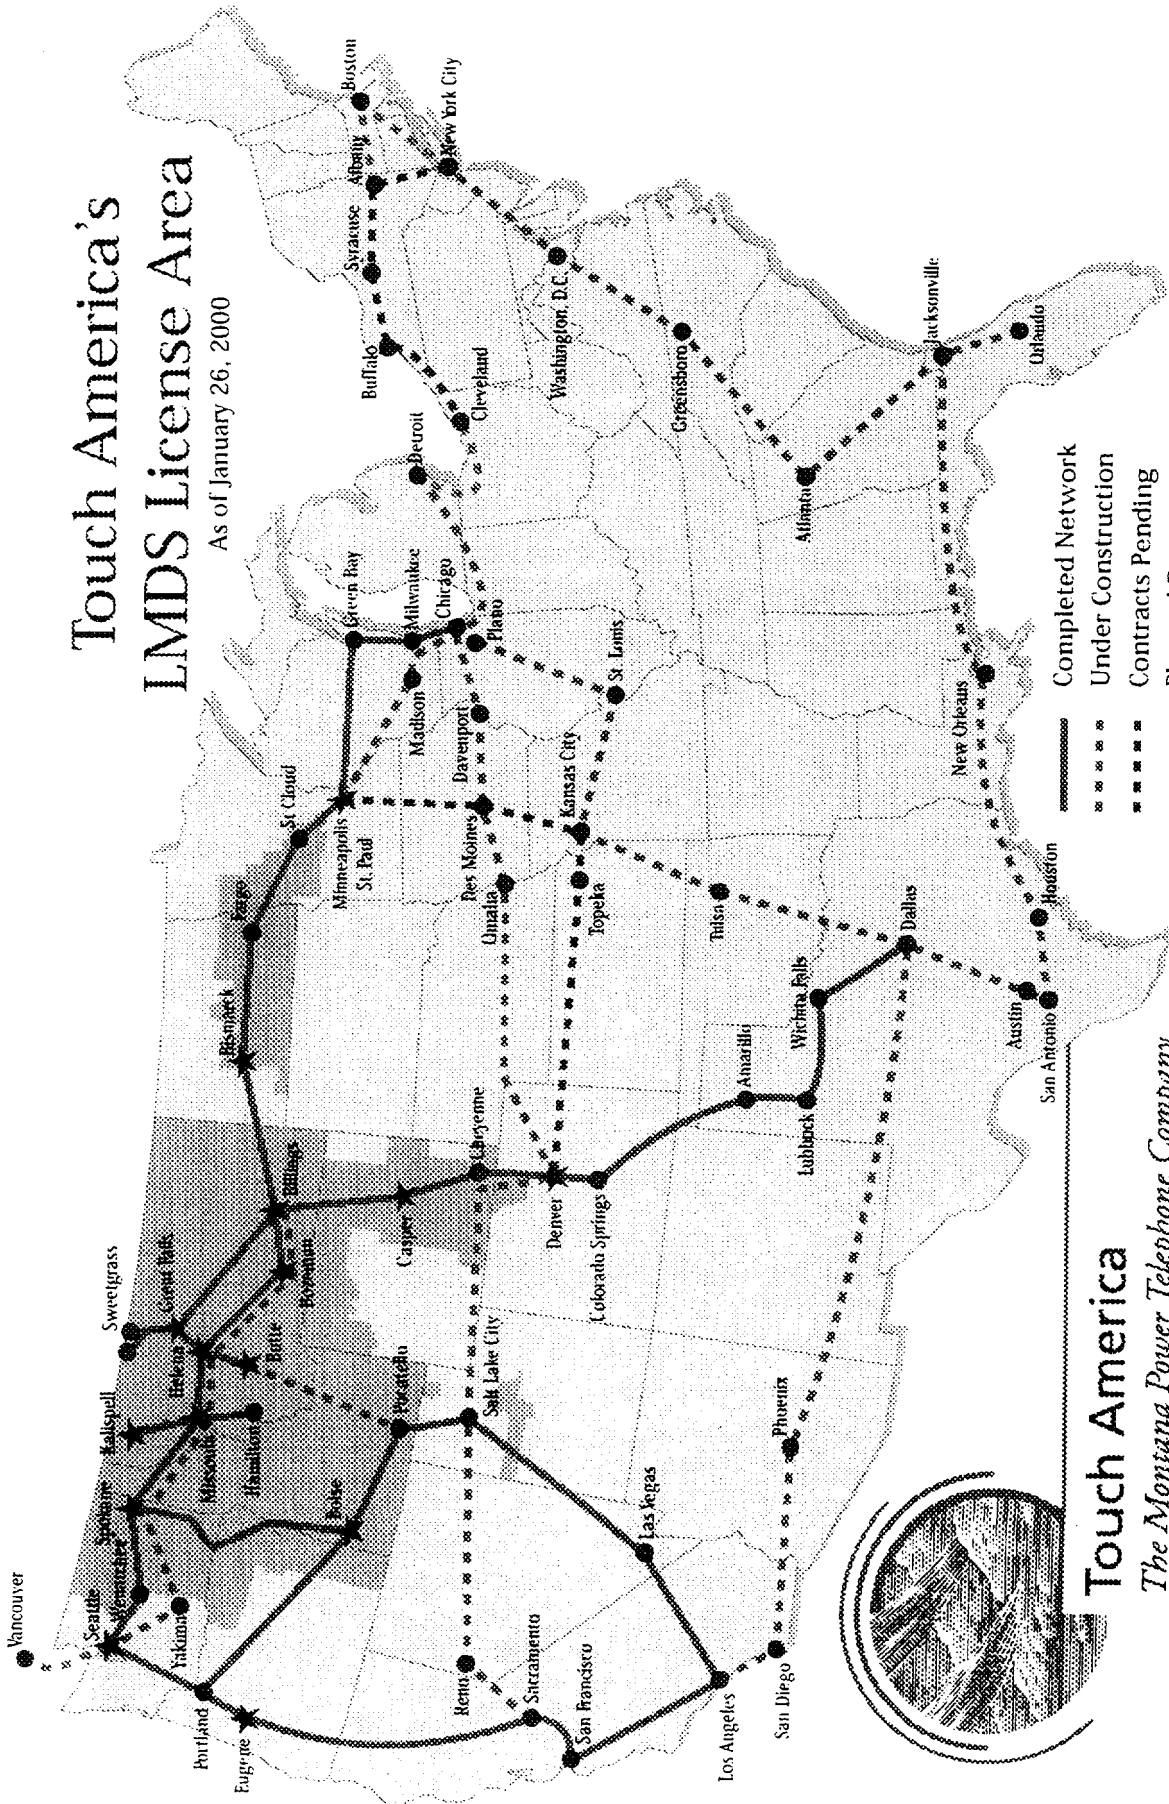 Touch America's
LMDS License Area
As of January 26, 2000
Vancouver
Seattle
Wenatchee
Spokane
Yakima
Portland
Eugene
Kalispell
Missoula
Hamilton
Sweetgrass
Great Falls
Helena
Butte
Bozeman
Billings
Boise
Pocatello
Salt Lake City
Reno
Sacramento
San Francisco
Las Vegas
Los Angeles
San Diego
Phoenix
Casper
Cheyenne
Denver
Colorado Springs
Bismarck
Fargo
St Cloud
Minneapolis
St. Paul
Green Bay
Milwaukee
Madison
Chicago
Plano
Davenport
Des Moines
Omaha
Kansas City
Topeka
St. Louis
Tulsa
Amarillo
Lubbock
Wichita Falls
Dallas
Austin
San Antonio
Houston
New Orleans
Detroit
Cleveland
Buffalo
Syracuse
Albany
Boston
New York City
Washington, D.C.
Greensboro
Atlanta
Jacksonville
Orlando
Completed Network
Under Construction
Contracts Pending
Touch America
The Montana Power Telephone Company